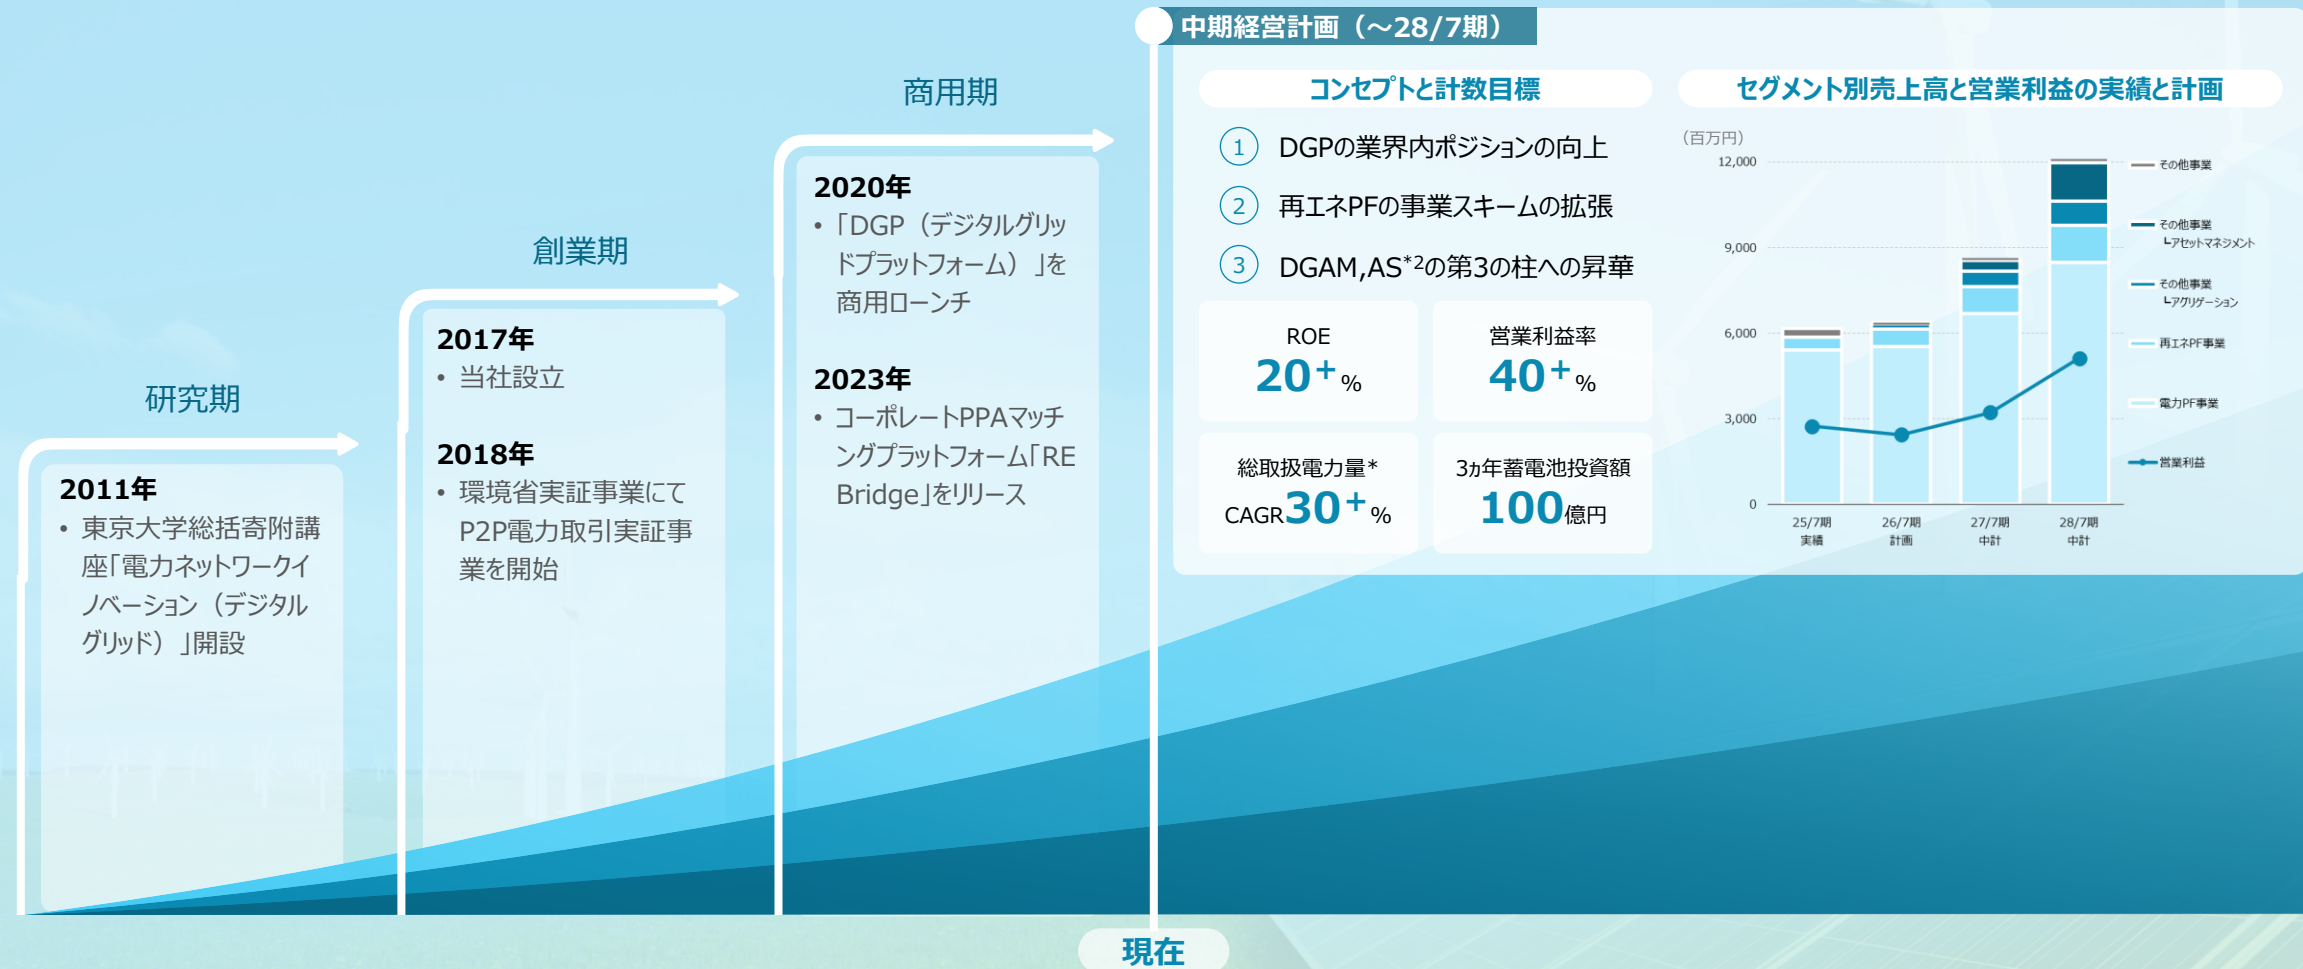 研究期
2011年
• 東京大学総括寄附講
座「電力ネットワークイ
ノベーション（デジタル
グリッド）」開設
創業期
2017年
• 当社設立
2018年
• 環境省実証事業にて
P2P電力取引実証事
業を開始
商用期
2020年
• 「DGP（デジタルグリッ
ドプラットフォーム）」を
商用ローンチ
2023年
• コーポレートPPAマッチ
ングプラットフォーム「RE
Bridge」をリリース
中期経営計画（～28/7期）
コンセプトと計数目標
1 DGPの業界内ポジションの向上
2 再エネPFの事業スキームの拡張
3 DGAM,AS*2の第3の柱への昇華
ROE
20+%
営業利益率
40+%
総取扱電力量*
CAGR30+%
3ヵ年蓄電池投資額
100億円
セグメント別売上高と営業利益の実績と計画
（百万円）
12,000
9,000
6,000
3,000
0
25/7期
実績
26/7期
計画
27/7期
中計
28/7期
中計
その他事業
その他事業
┗アセットマネジメント
その他事業
┗アグリゲーション
再エネPF事業
電力PF事業
営業利益
現在